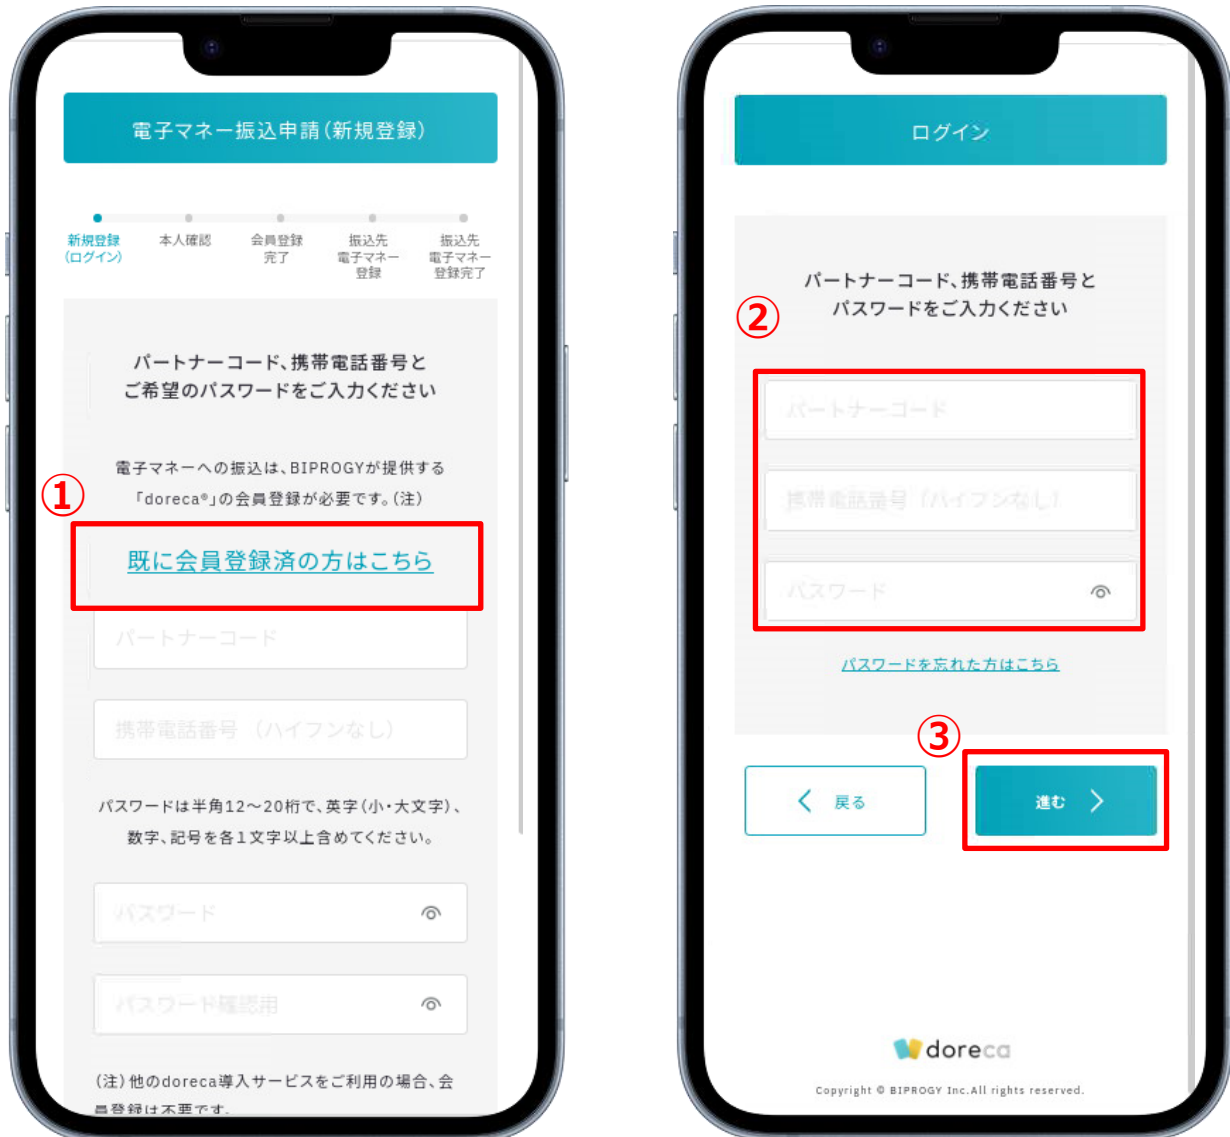 電子マネー振込申請（新規登録）
新規登録
（ログイン）
本人確認
会員登録
完了
振込先
電子マネー
登録
振込先
電子マネー
登録完了
パートナーコード、携帯電話番号と
ご希望のパスワードをご入力ください
電子マネーへの振込は、BIPROGYが提供する
「doreca®」の会員登録が必要です。（注）
①
既に会員登録済の方はこちら
パートナーコード
携帯電話番号 （ハイフンなし）
パスワードは半角12～20桁で、英字（小・大文字）、
数字、記号を各1文字以上含めてください。
パスワード
パスワード確認用
（注）他のdoreca導入サービスをご利用の場合、会
員登録は不要です。
ログイン
パートナーコード、携帯電話番号と
パスワードをご入力ください
②
パートナーコード
携帯電話番号（ハイフンなし）
パスワード
パスワードを忘れた方はこちら
③
戻る
進む
doreca
Copyright © BIPROGY Inc.All rights reserved.